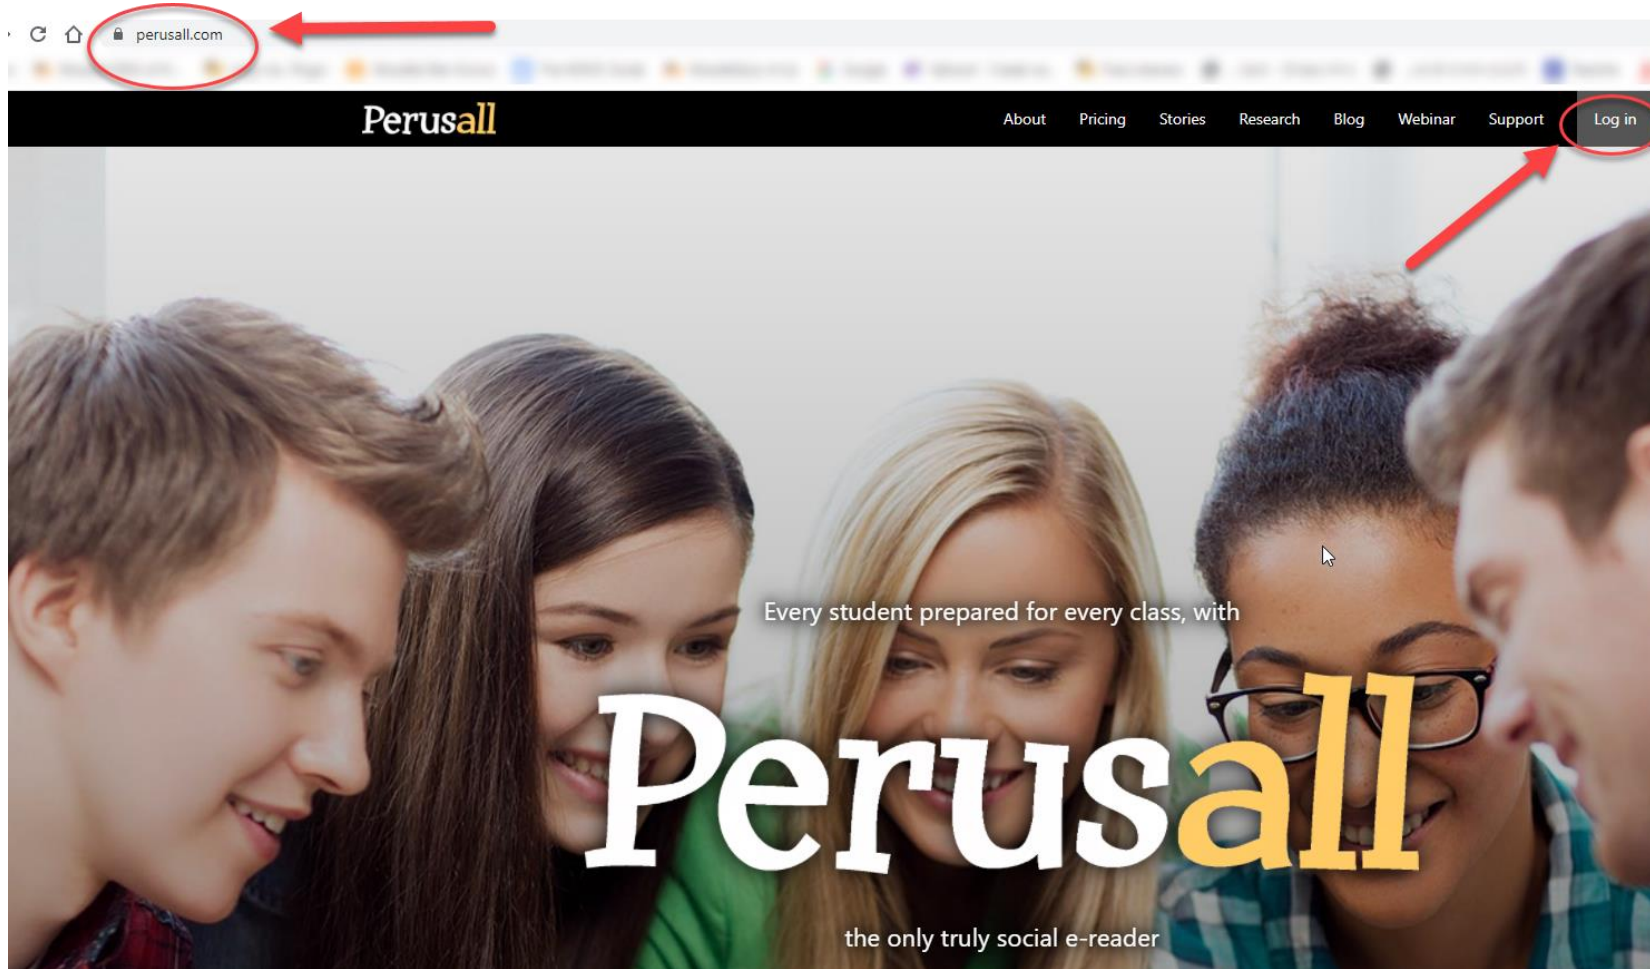 perusall.com
Perusall
About Pricing Stories Research Blog Webinar Support Log in
Every student prepared for every class, with
Perusall
the only truly social e-reader